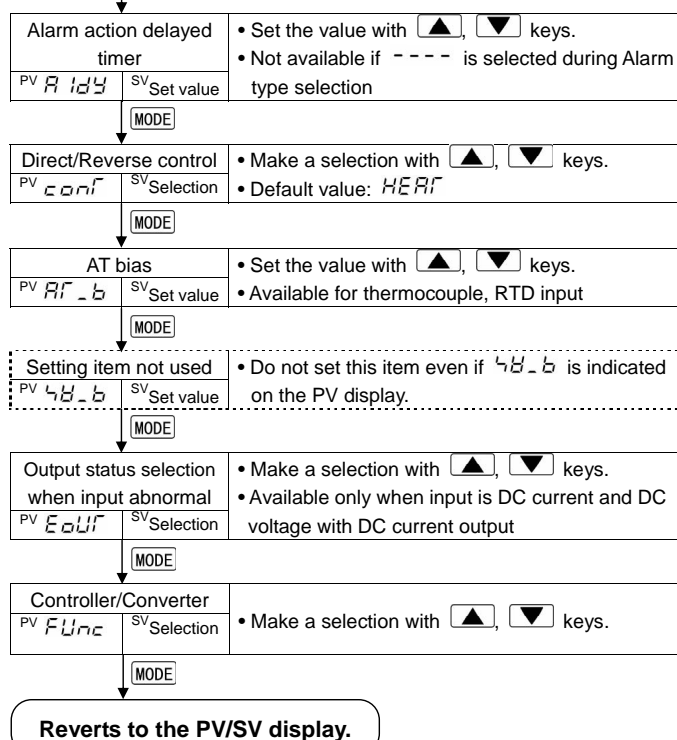 Alarm action delayed • Set the value with ▲, ▼ keys.
timer • Not available if ---- is selected during Alarm
PV A1dY SV Set value type selection
MODE
Direct/Reverse control • Make a selection with ▲, ▼ keys.
PV conT SV Selection • Default value: HEAT
MODE
AT bias • Set the value with ▲, ▼ keys.
PV AT_b SV Set value • Available for thermocouple, RTD input
MODE
Setting item not used • Do not set this item even if SV_b is indicated
PV SV_b SV Set value on the PV display.
MODE
Output status selection • Make a selection with ▲, ▼ keys.
when input abnormal • Available only when input is DC current and DC
PV EoUT SV Selection voltage with DC current output
MODE
Controller/Converter
PV FUnc SV Selection • Make a selection with ▲, ▼ keys.
MODE
Reverts to the PV/SV display.